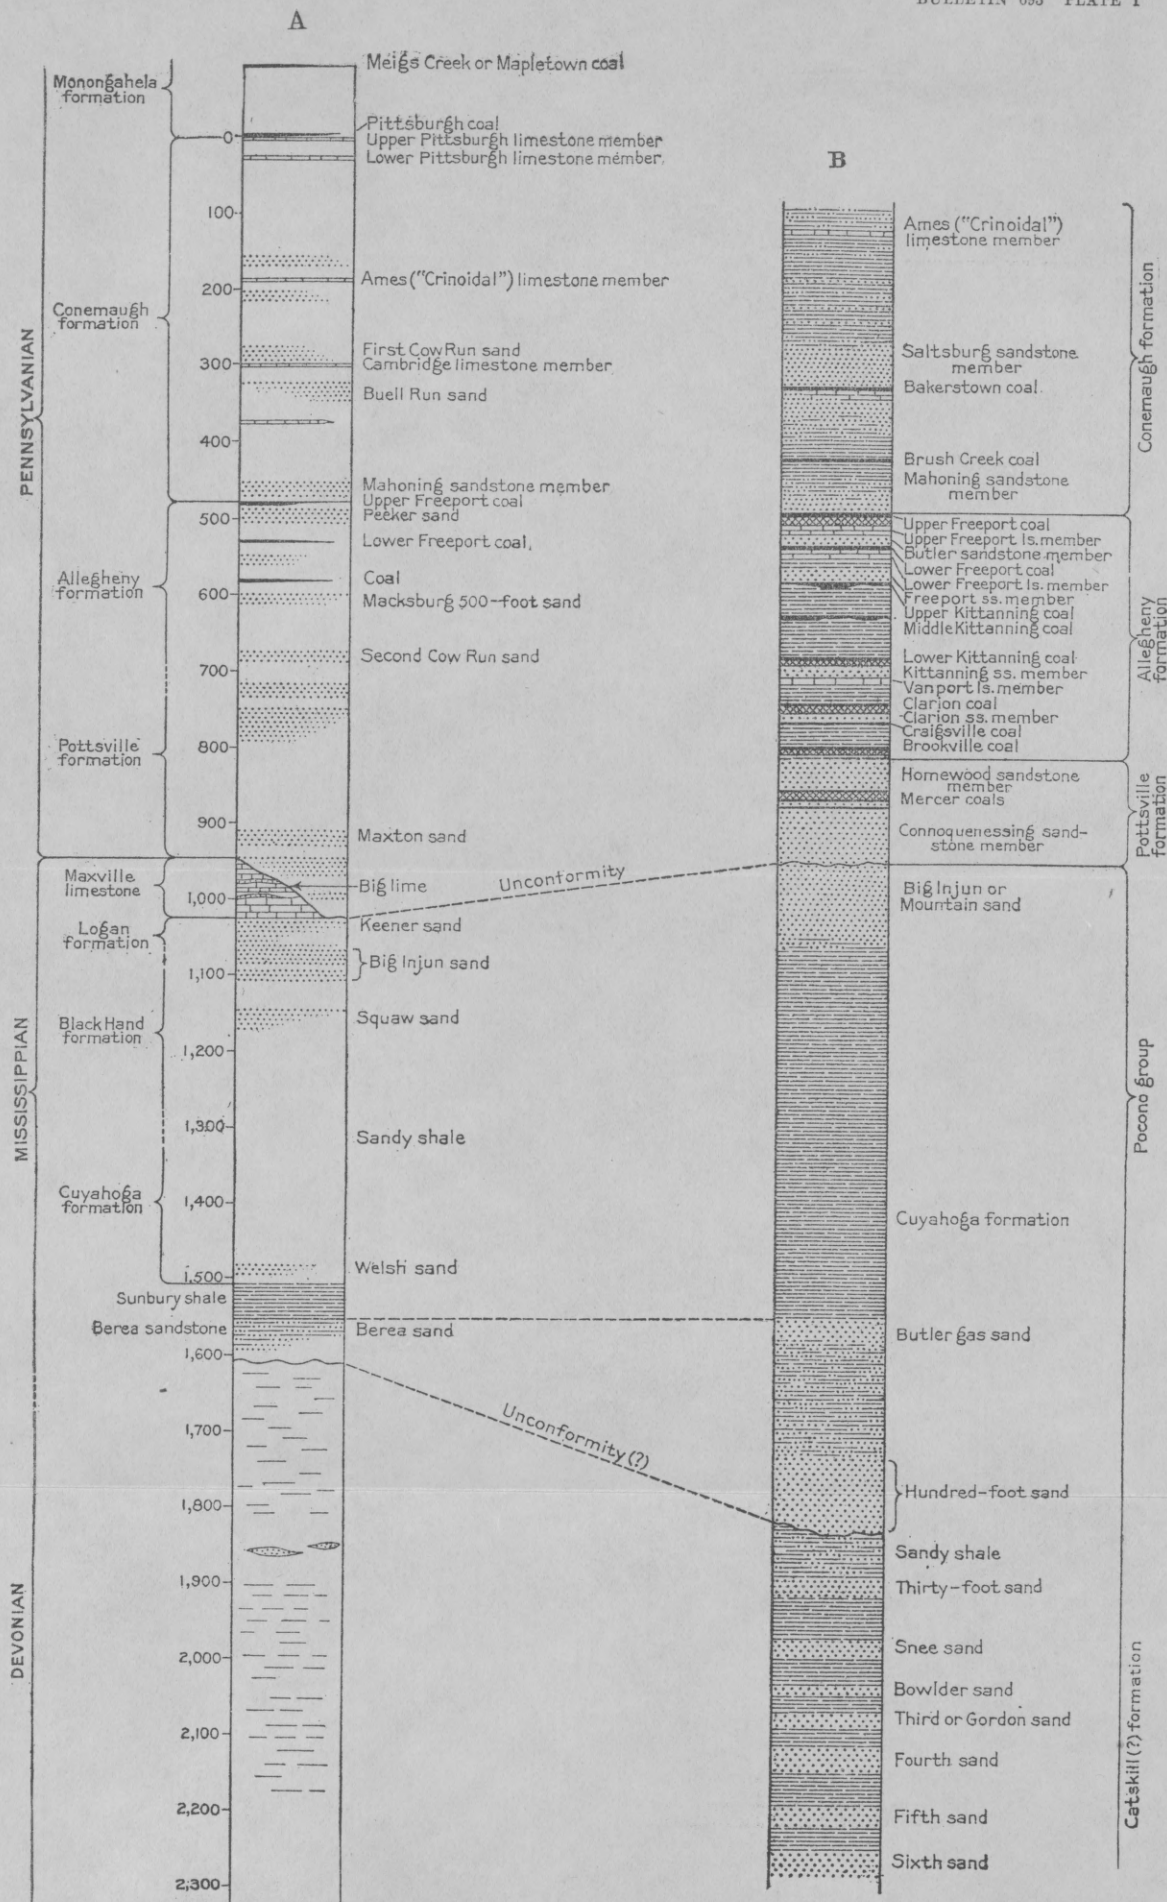 BULLETIN 693 PLATE I
A
Monongahela
formation
Conemaugh
formation
Allegheny
formation
Pottsville
formation
Maxville
limestone
Logan
formation
Black Hand
formation
Cuyahoga
formation
Sunbury shale
Berea sandstone
PENNSYLVANIAN
MISSISSIPPIAN
DEVONIAN
0
100
200
300
400
500
600
700
800
900
1,000
1,100
1,200
1,300
1,400
1,500
1,600
1,700
1,800
1,900
2,000
2,100
2,200
2,300
Meigs Creek or Mapletown coal
Pittsburgh coal
Upper Pittsburgh limestone member
Lower Pittsburgh limestone member
Ames ("Crinoidal") limestone member
First Cow Run sand
Cambridge limestone member
Buell Run sand
Mahoning sandstone member
Upper Freeport coal
Peeker sand
Lower Freeport coal
Coal
Macksburg 500-foot sand
Second Cow Run sand
Maxton sand
Big lime
Keener sand
Big Injun sand
Squaw sand
Sandy shale
Welsh sand
Berea sand
Unconformity
Unconformity (?)
B
Ames ("Crinoidal")
limestone member
Saltsburg sandstone
member
Bakerstown coal
Brush Creek coal
Mahoning sandstone
member
Upper Freeport coal
Upper Freeport ls. member
Butler sandstone member
Lower Freeport coal
Lower Freeport ls. member
Freeport ss. member
Upper Kittanning coal
Middle Kittanning coal
Lower Kittanning coal
Kittanning ss. member
Vanport ls. member
Clarion coal
Clarion ss. member
Craigsville coal
Brookville coal
Homewood sandstone
member
Mercer coals
Connoquenessing sand-
stone member
Big Injun or
Mountain sand
Cuyahoga formation
Butler gas sand
Hundred-foot sand
Sandy shale
Thirty-foot sand
Snee sand
Bowlder sand
Third or Gordon sand
Fourth sand
Fifth sand
Sixth sand
Conemaugh formation
Allegheny
formation
Pottsville
formation
Pocono group
Catskill (?) formation